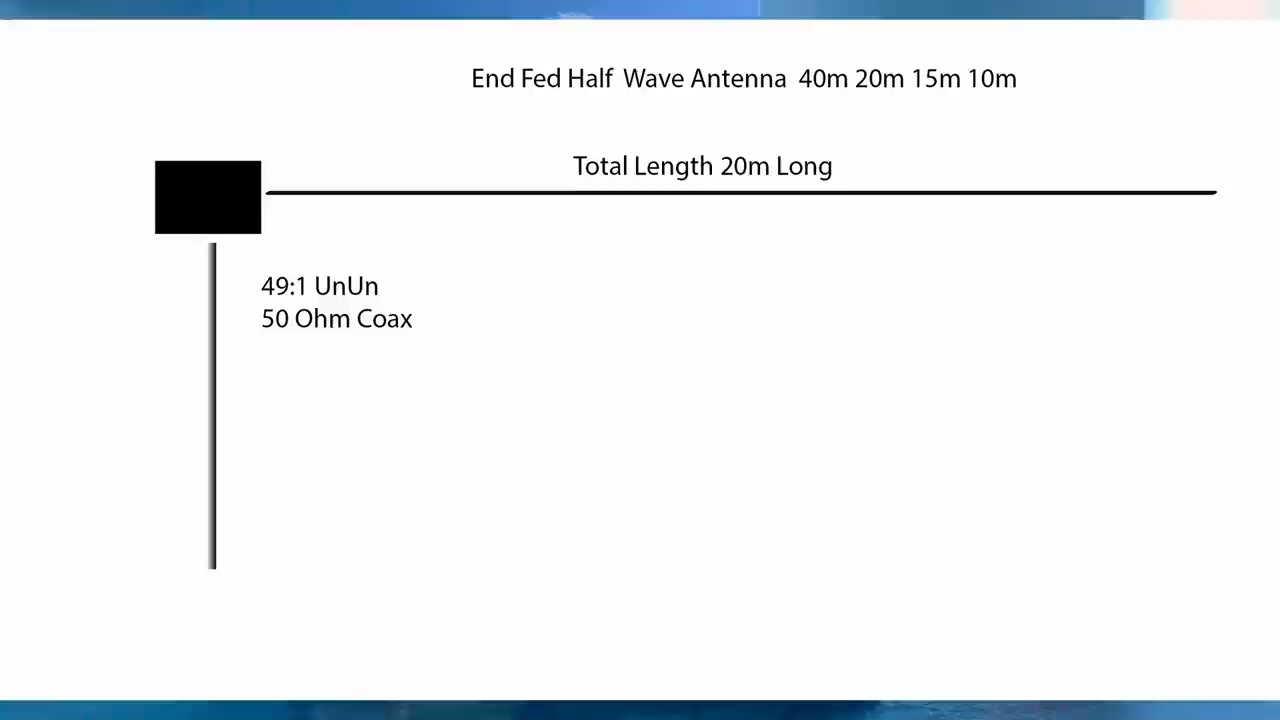 End Fed Half Wave Antenna 40m 20m 15m 10m
Total Length 20m Long
49:1 UnUn
50 Ohm Coax